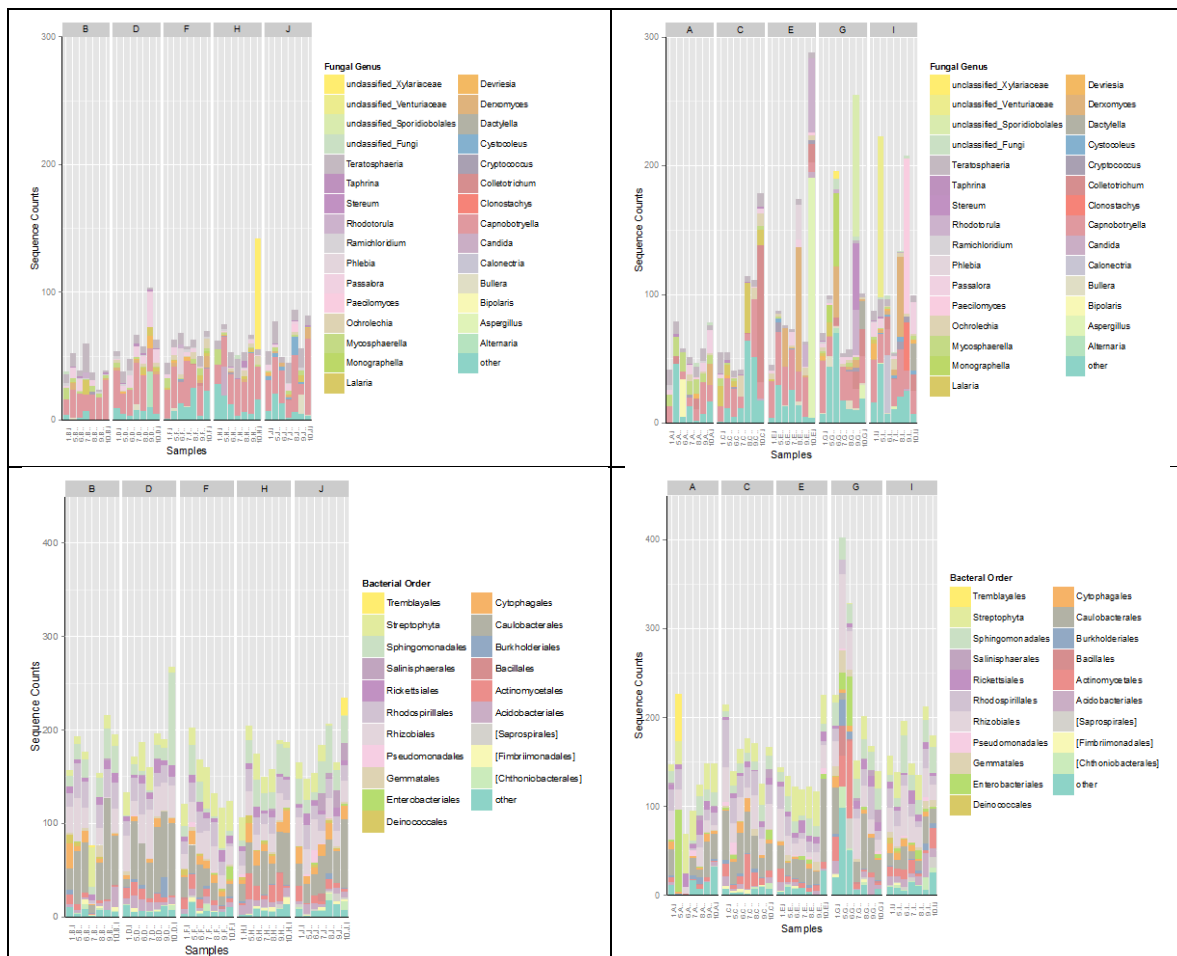 B D F H J
300
200
100
0
Sequence Counts
Samples
Fungal Genus
unclassified_Xylariaceae Devriesia
unclassified_Venturiaceae Derxomyces
unclassified_Sporidiobolales Dactylella
unclassified_Fungi Cystocoleus
Teratosphaeria Cryptococcus
Taphrina Colletotrichum
Stereum Clonostachys
Rhodotorula Capnobotryella
Ramichloridium Candida
Phlebia Calonectria
Passalora Bullera
Paecilomyces Bipolaris
Ochrolechia Aspergillus
Mycosphaerella Alternaria
Monographella other
Lalaria
A C E G I
300
200
100
0
Sequence Counts
Samples
Fungal Genus
unclassified_Xylariaceae Devriesia
unclassified_Venturiaceae Derxomyces
unclassified_Sporidiobolales Dactylella
unclassified_Fungi Cystocoleus
Teratosphaeria Cryptococcus
Taphrina Colletotrichum
Stereum Clonostachys
Rhodotorula Capnobotryella
Ramichloridium Candida
Phlebia Calonectria
Passalora Bullera
Paecilomyces Bipolaris
Ochrolechia Aspergillus
Mycosphaerella Alternaria
Monographella other
Lalaria
B D F H J
400
300
200
100
0
Sequence Counts
Samples
Bacterial Order
Tremblayales Cytophagales
Streptophyta Caulobacterales
Sphingomonadales Burkholderiales
Salinisphaerales Bacillales
Rickettsiales Actinomycetales
Rhodospirillales Acidobacteriales
Rhizobiales [Saprospirales]
Pseudomonadales [Fimbriimonadales]
Gemmatales [Chthoniobacterales]
Enterobacteriales other
Deinococcales
A C E G I
400
300
200
100
0
Sequence Counts
Samples
Bacteral Order
Tremblayales Cytophagales
Streptophyta Caulobacterales
Sphingomonadales Burkholderiales
Salinisphaerales Bacillales
Rickettsiales Actinomycetales
Rhodospirillales Acidobacteriales
Rhizobiales [Saprospirales]
Pseudomonadales [Fimbriimonadales]
Gemmatales [Chthoniobacterales]
Enterobacteriales other
Deinococcales